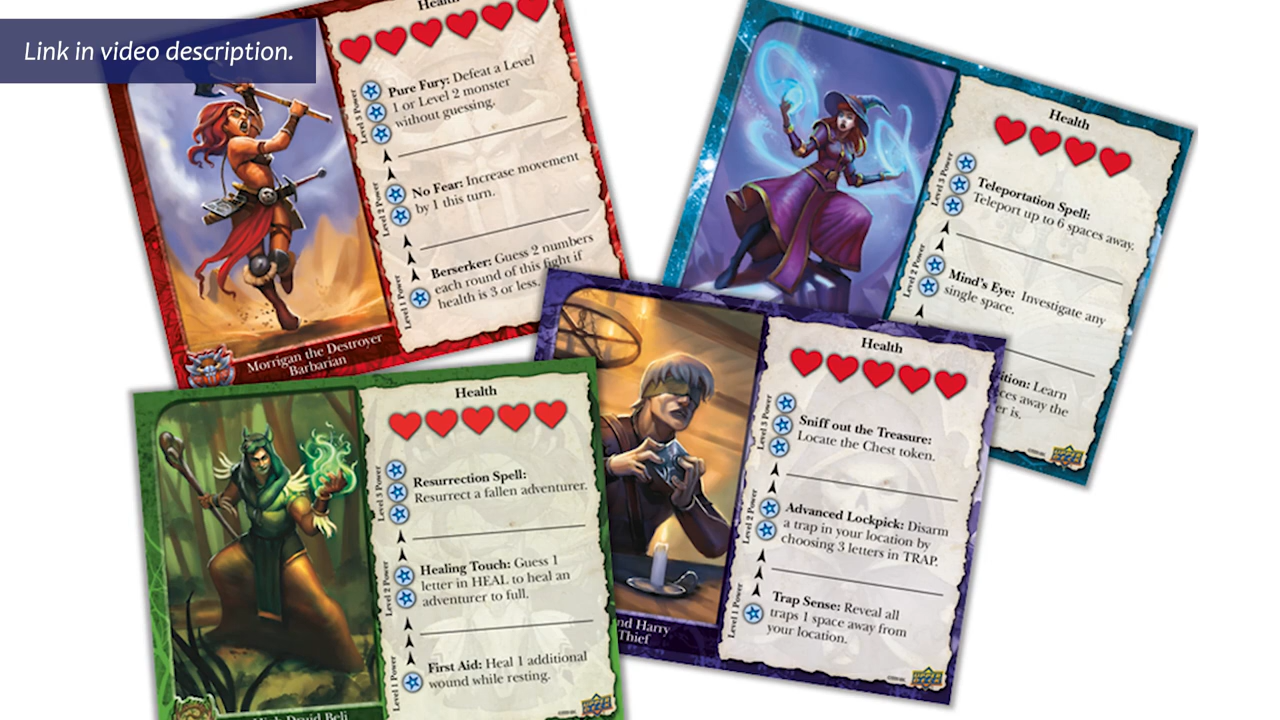 Link in video description.
Health
Level 3 Power
Pure Fury: Defeat a Level
1 or Level 2 monster
without guessing.
Level 2 Power
No Fear: Increase movement
by 1 this turn.
Level 1 Power
Berserker: Guess 2 numbers
each round of this fight if
health is 3 or less.
Morrigan the Destroyer
Barbarian
Health
Level 3 Power
Teleportation Spell:
Teleport up to 6 spaces away.
Level 2 Power
Mind's Eye: Investigate any
single space.
Learn
away the
is.
Health
Level 3 Power
Resurrection Spell:
Resurrect a fallen adventurer.
Level 2 Power
Healing Touch: Guess 1
letter in HEAL to heal an
adventurer to full.
Level 1 Power
First Aid: Heal 1 additional
wound while resting.
High Druid Beli
Health
Level 3 Power
Sniff out the Treasure:
Locate the Chest token.
Level 2 Power
Advanced Lockpick: Disarm
a trap in your location by
choosing 3 letters in TRAP.
Level 1 Power
Trap Sense: Reveal all
traps 1 space away from
your location.
Harry
Thief